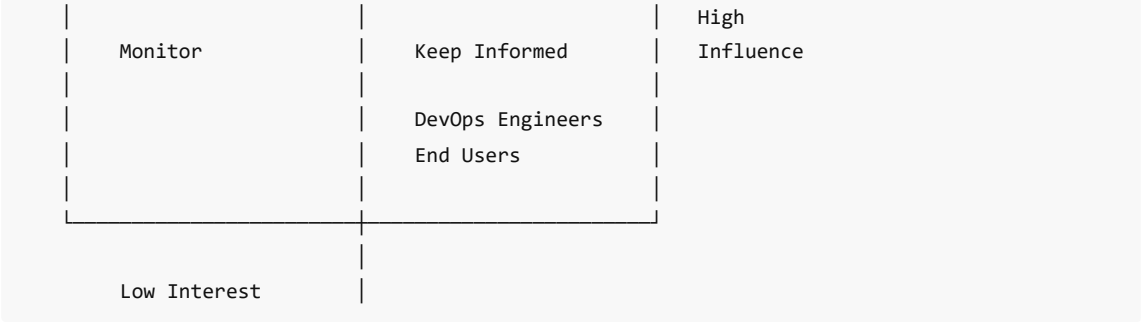 High
Monitor Keep Informed Influence
DevOps Engineers
End Users
Low Interest